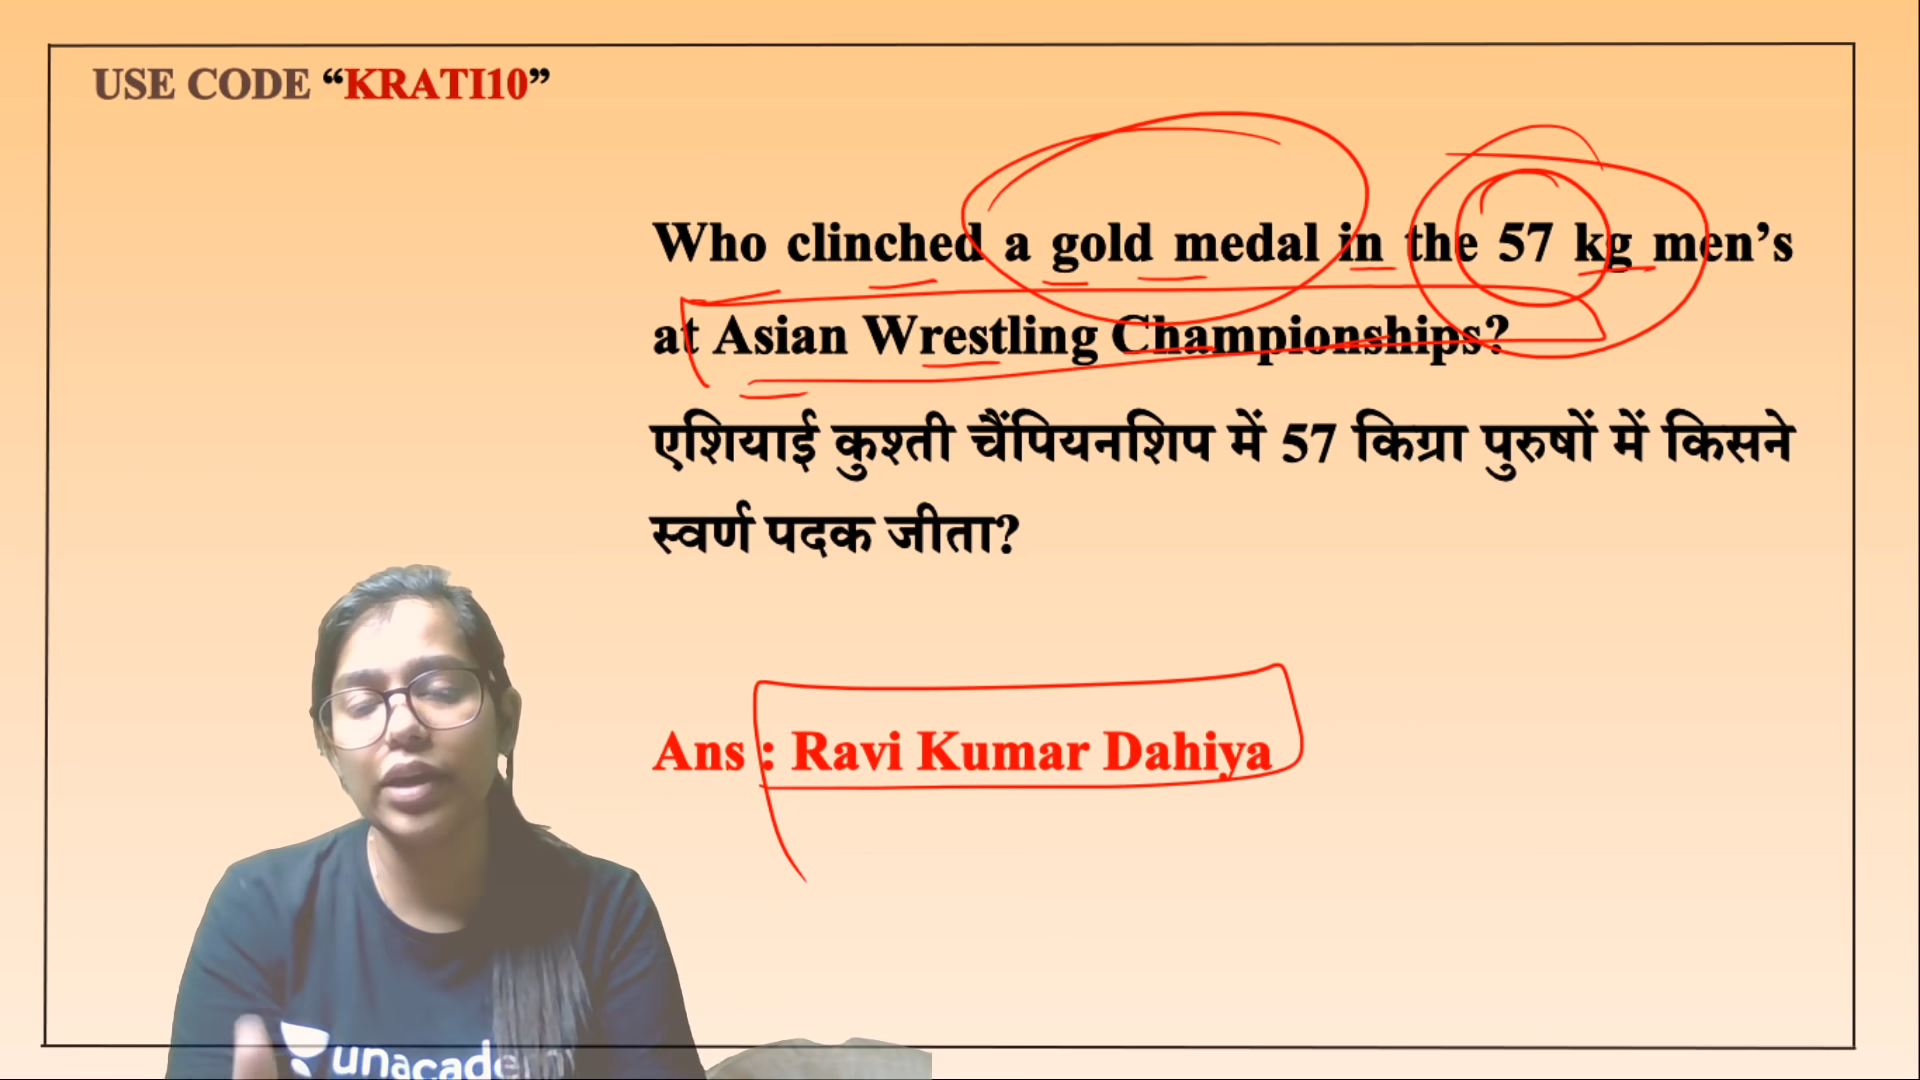 USE CODE “KRATI10”
Who clinched a gold medal in the 57 kg men’s
at Asian Wrestling Championships?
एशियाई कुश्ती चैंपियनशिप में 57 किग्रा पुरुषों में किसने
स्वर्ण पदक जीता?
Ans : Ravi Kumar Dahiya
unacademy